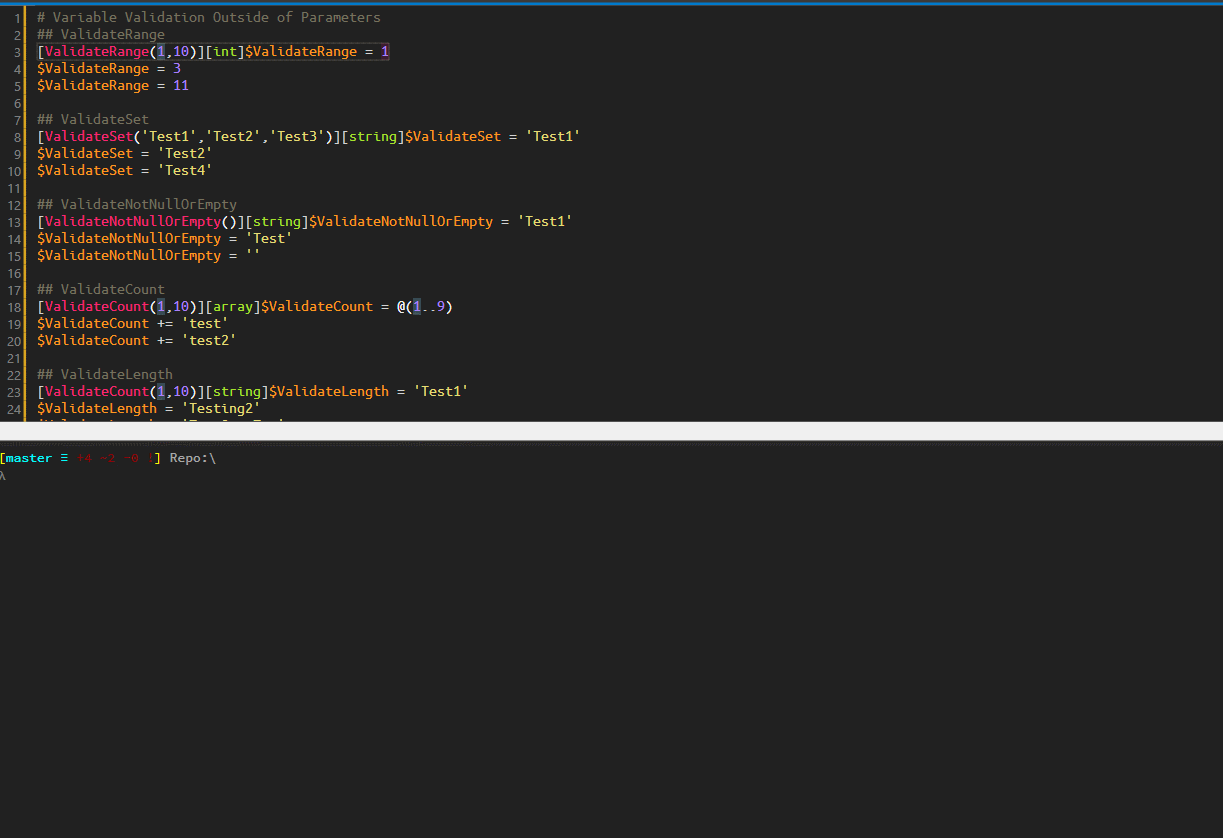 1 # Variable Validation Outside of Parameters
2 ## ValidateRange
3 [ValidateRange(1,10)][int]$ValidateRange = 1
4 $ValidateRange = 3
5 $ValidateRange = 11
6
7 ## ValidateSet
8 [ValidateSet('Test1','Test2','Test3')][string]$ValidateSet = 'Test1'
9 $ValidateSet = 'Test2'
10 $ValidateSet = 'Test4'
11
12 ## ValidateNotNullOrEmpty
13 [ValidateNotNullOrEmpty()][string]$ValidateNotNullOrEmpty = 'Test1'
14 $ValidateNotNullOrEmpty = 'Test'
15 $ValidateNotNullOrEmpty = ''
16
17 ## ValidateCount
18 [ValidateCount(1,10)][array]$ValidateCount = @(1..9)
19 $ValidateCount += 'test'
20 $ValidateCount += 'test2'
21
22 ## ValidateLength
23 [ValidateCount(1,10)][string]$ValidateLength = 'Test1'
24 $ValidateLength = 'Testing2'
[master ≡ ~2 -0 !] Repo:\
λ